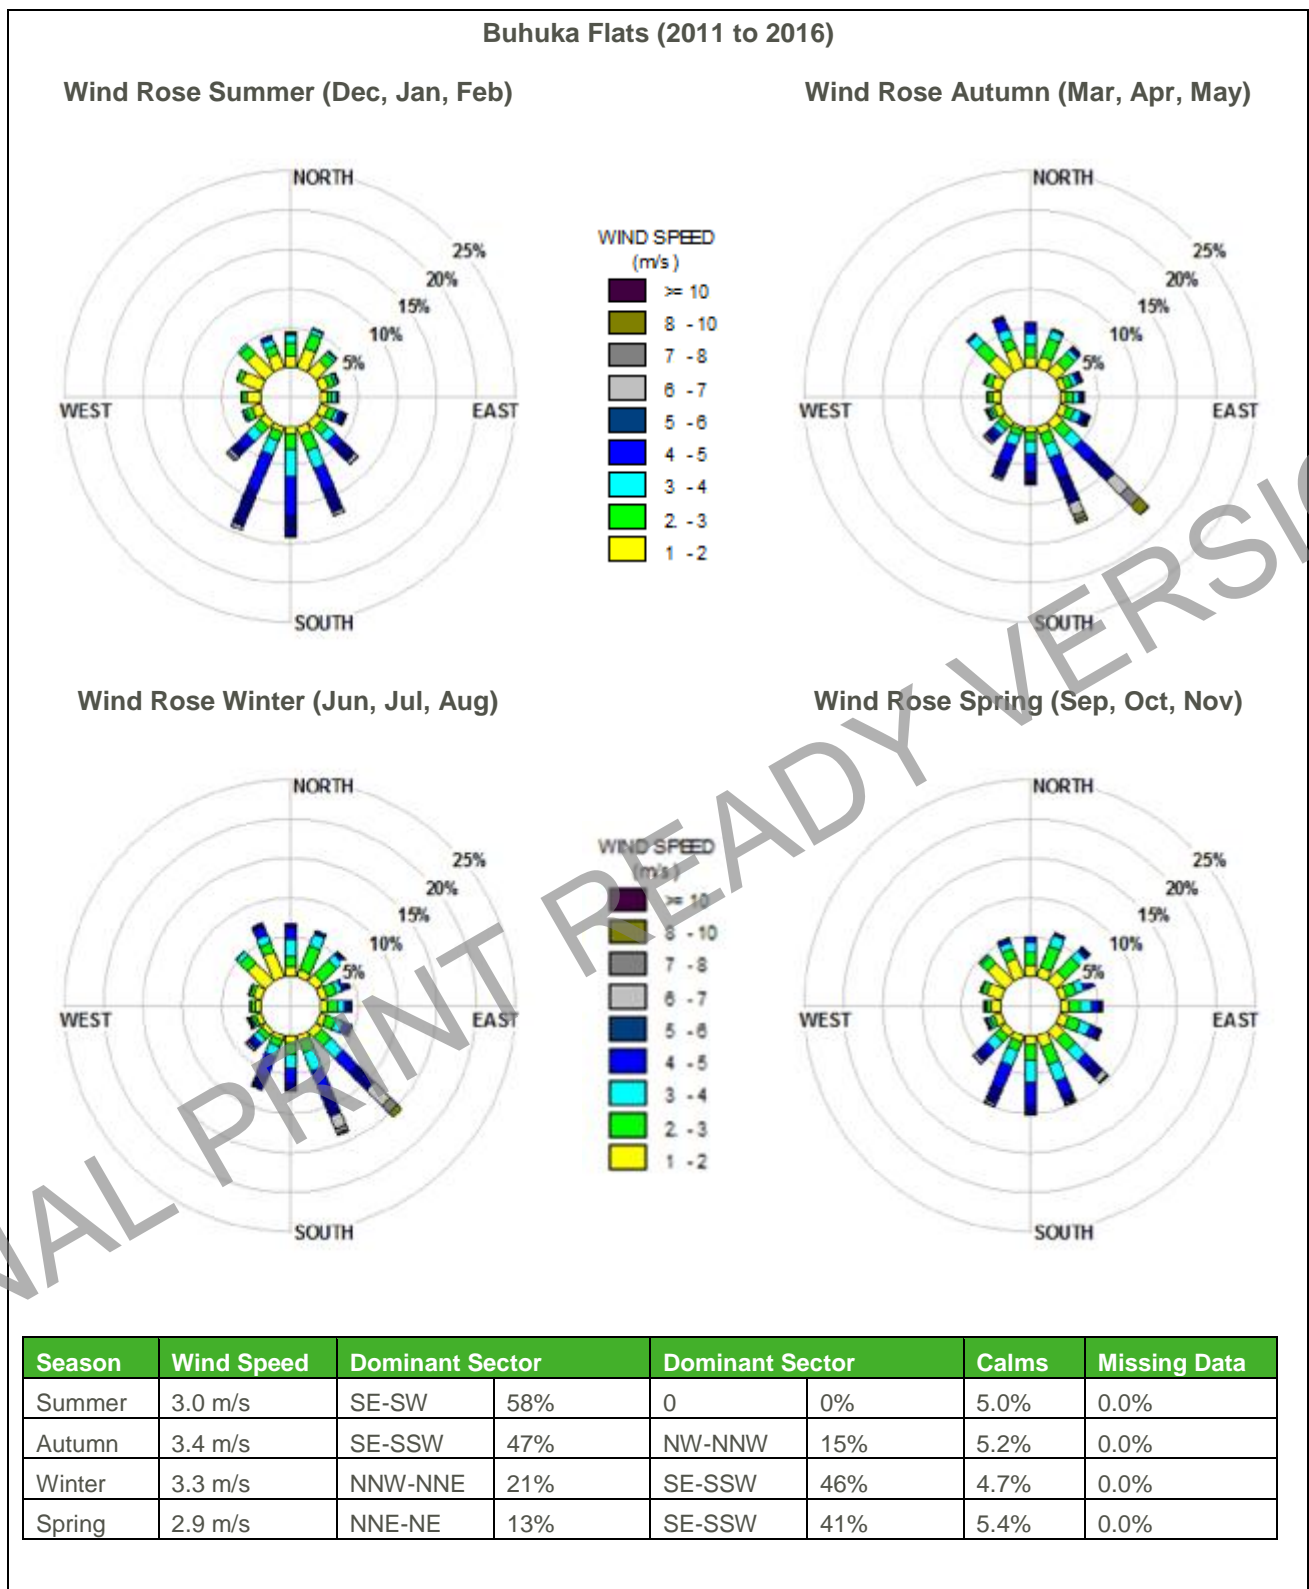 Buhuka Flats (2011 to 2016)
Wind Rose Summer (Dec, Jan, Feb)
Wind Rose Autumn (Mar, Apr, May)
NORTH
25%
20%
15%
10%
5%
WEST
EAST
SOUTH
WIND SPEED
(m/s)
>= 10
8 - 10
7 - 8
6 - 7
5 - 6
4 - 5
3 - 4
2 - 3
1 - 2
NORTH
25%
20%
15%
10%
5%
WEST
EAST
SOUTH
Wind Rose Winter (Jun, Jul, Aug)
Wind Rose Spring (Sep, Oct, Nov)
NORTH
25%
20%
15%
10%
5%
WEST
EAST
SOUTH
WIND SPEED
(m/s)
>= 10
8 - 10
7 - 8
6 - 7
5 - 6
4 - 5
3 - 4
2 - 3
1 - 2
NORTH
25%
20%
15%
10%
5%
WEST
EAST
SOUTH
NAL PRINT READY VERSIO
Season Wind Speed Dominant Sector Dominant Sector Calms Missing Data
Summer 3.0 m/s SE-SW 58% 0 0% 5.0% 0.0%
Autumn 3.4 m/s SE-SSW 47% NW-NNW 15% 5.2% 0.0%
Winter 3.3 m/s NNW-NNE 21% SE-SSW 46% 4.7% 0.0%
Spring 2.9 m/s NNE-NE 13% SE-SSW 41% 5.4% 0.0%